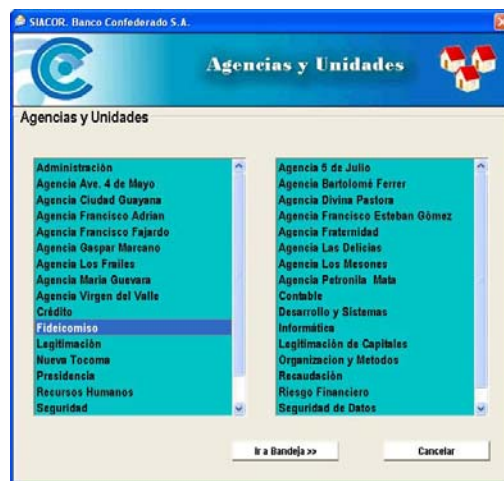 SIACOR. Banco Confederado S.A.
Agencias y Unidades
Agencias y Unidades
Administración
Agencia Ave. 4 de Mayo
Agencia Ciudad Guayana
Agencia Francisco Adrian
Agencia Francisco Fajardo
Agencia Gaspar Marcano
Agencia Los Frailes
Agencia Maria Guevara
Agencia Virgen del Valle
Crédito
Fideicomiso
Legitimación
Nueva Tocoma
Presidencia
Recursos Humanos
Seguridad
Agencia 5 de Julio
Agencia Bartolomé Ferrer
Agencia Divina Pastora
Agencia Francisco Esteban Gómez
Agencia Fraternidad
Agencia Las Delicias
Agencia Los Mesones
Agencia Petronila Mata
Contable
Desarrollo y Sistemas
Informática
Legitimación de Capitales
Organizacion y Metodos
Recaudación
Riesgo Financiero
Seguridad de Datos
Ir a Bandeja >>
Cancelar